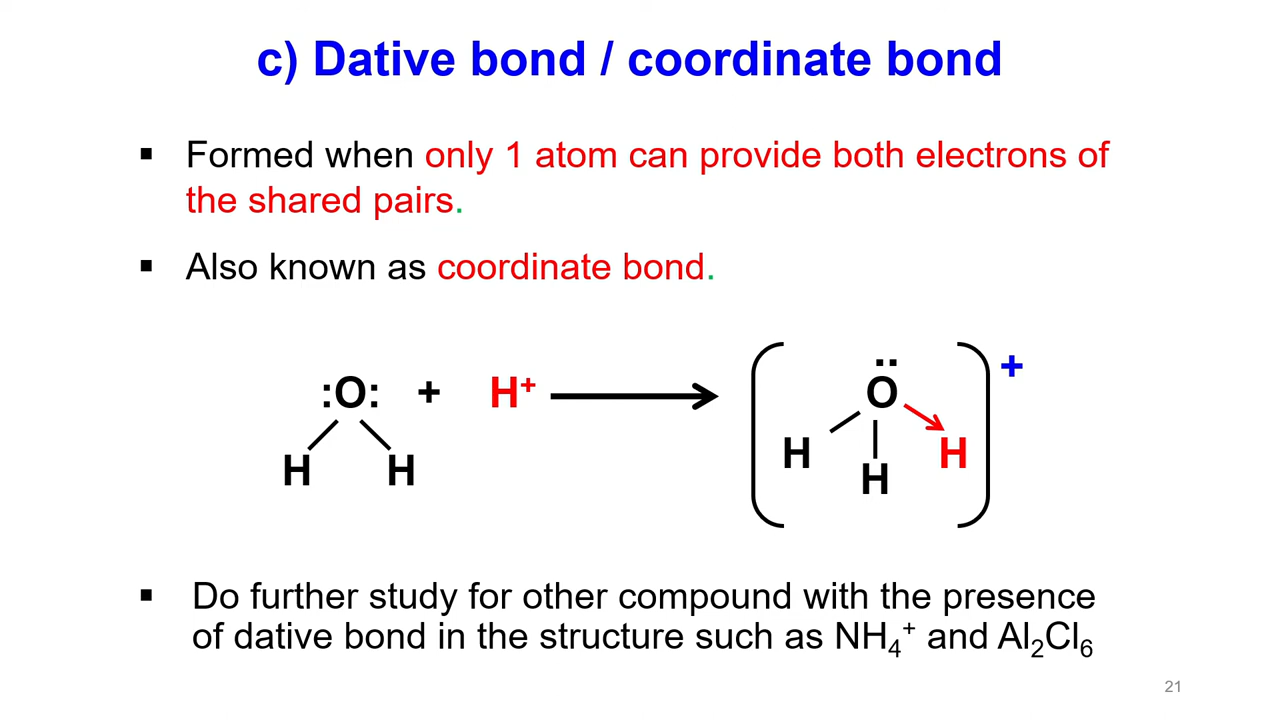 c) Dative bond / coordinate bond
▪ Formed when only 1 atom can provide both electrons of
the shared pairs.
▪ Also known as coordinate bond.
:O: + H⁺
H H
Ö +
H H
H
▪ Do further study for other compound with the presence
of dative bond in the structure such as NH₄⁺ and Al₂Cl₆
21